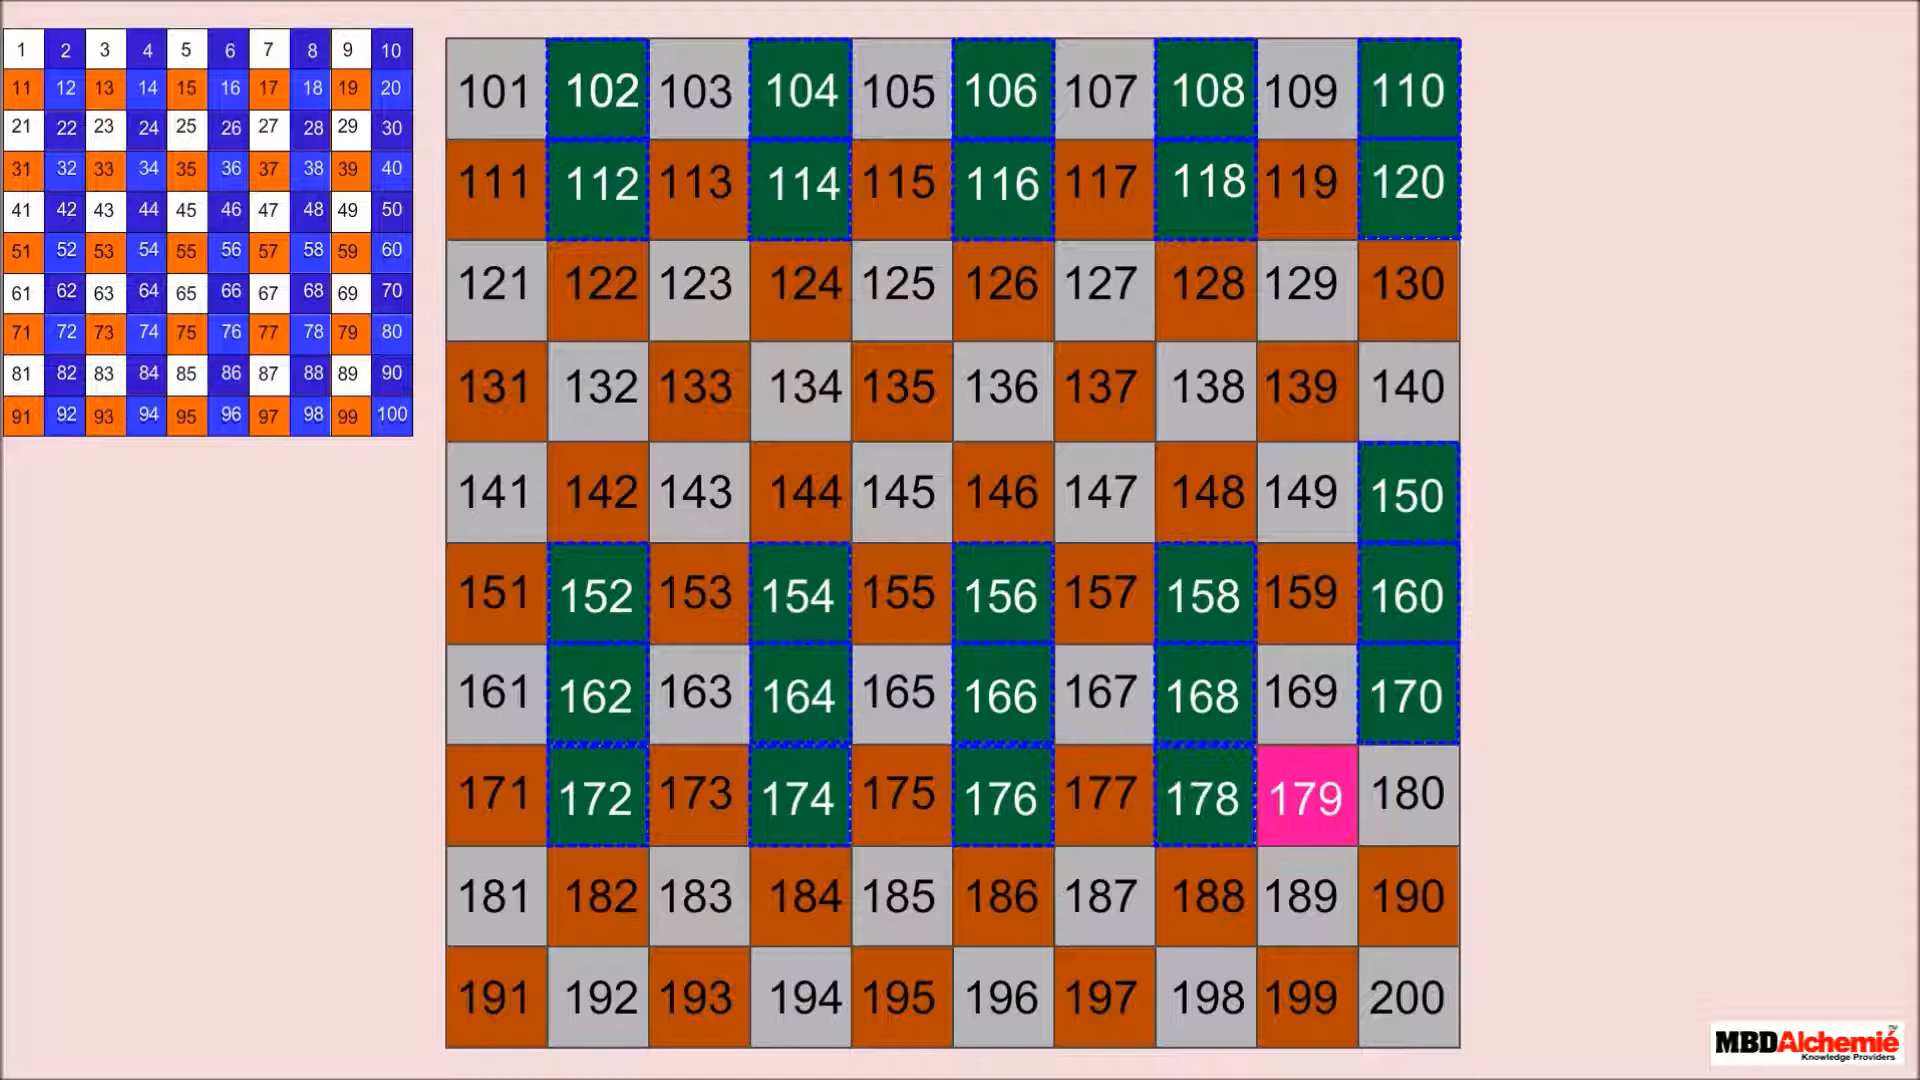 1 2 3 4 5 6 7 8 9 10
11 12 13 14 15 16 17 18 19 20
21 22 23 24 25 26 27 28 29 30
31 32 33 34 35 36 37 38 39 40
41 42 43 44 45 46 47 48 49 50
51 52 53 54 55 56 57 58 59 60
61 62 63 64 65 66 67 68 69 70
71 72 73 74 75 76 77 78 79 80
81 82 83 84 85 86 87 88 89 90
91 92 93 94 95 96 97 98 99 100
101 102 103 104 105 106 107 108 109 110
111 112 113 114 115 116 117 118 119 120
121 122 123 124 125 126 127 128 129 130
131 132 133 134 135 136 137 138 139 140
141 142 143 144 145 146 147 148 149 150
151 152 153 154 155 156 157 158 159 160
161 162 163 164 165 166 167 168 169 170
171 172 173 174 175 176 177 178 179 180
181 182 183 184 185 186 187 188 189 190
191 192 193 194 195 196 197 198 199 200
MBDAlchemié™
Knowledge Providers